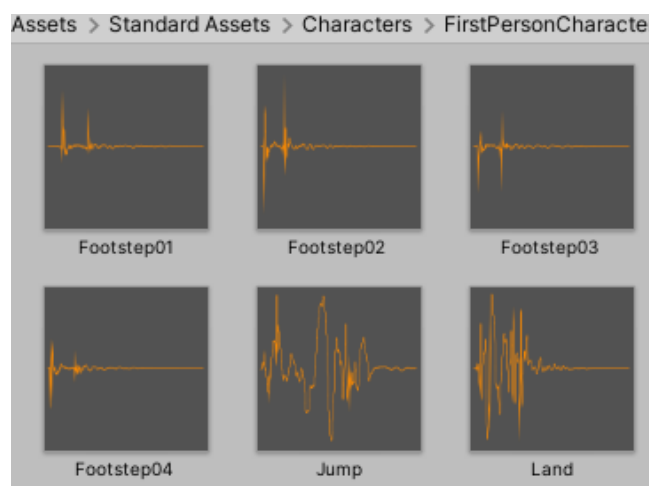 Assets > Standard Assets > Characters > FirstPersonCharacte
Footstep01 Footstep02 Footstep03
Footstep04 Jump Land